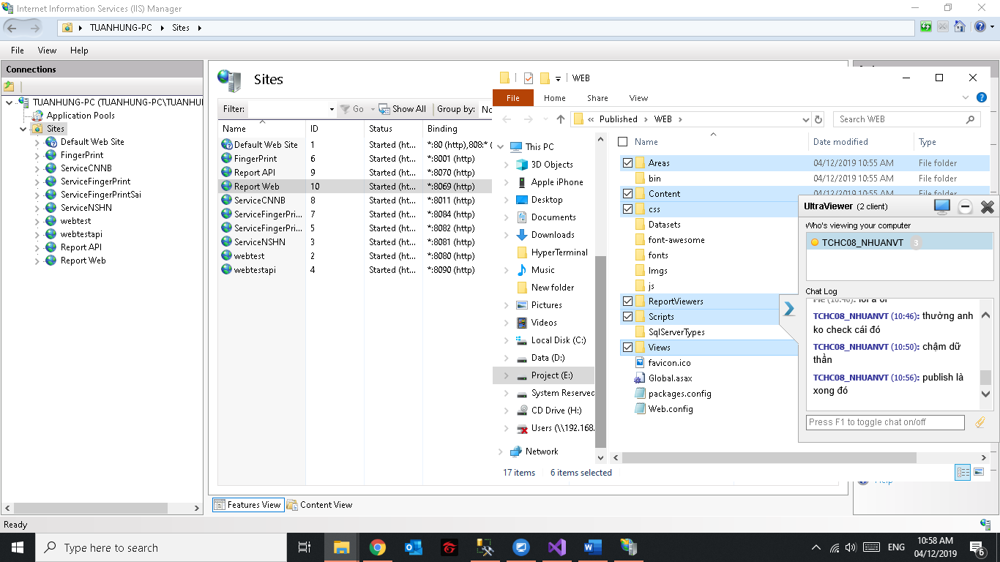 Internet Information Services (IIS) Manager
TUANHUNG-PC Sites
File View Help
Connections
TUANHUNG-PC (TUANHUNG-PC\TUANHU
Application Pools
Sites
Default Web Site
FingerPrint
ServiceCNNB
ServiceFingerPrint
ServiceFingerPrintSai
ServiceNSHN
webtest
webtestapi
Report API
Report Web
Sites
Filter: Go Show All Group by: No
Name ID Status Binding
Default Web Site 1 Started (ht... *:80 (http),808:* (
FingerPrint 6 Started (ht... *:8001 (http)
Report API 9 Started (ht... *:8070 (http)
Report Web 10 Started (ht... *:8069 (http)
ServiceCNNB 8 Started (ht... *:8011 (http)
ServiceFingerPri... 7 Started (ht... *:8084 (http)
ServiceFingerPri... 5 Started (ht... *:8082 (http)
ServiceNSHN 3 Started (ht... *:8081 (http)
webtest 2 Started (ht... *:8080 (http)
webtestapi 4 Started (ht... *:8090 (http)
Features View Content View
Ready
WEB
File Home Share View
« Published WEB
Search WEB
This PC
3D Objects
Apple iPhone
Desktop
Documents
Downloads
HyperTerminal
Music
New folder
Pictures
Videos
Local Disk (C:)
Data (D:)
Project (E:)
System Reserved
CD Drive (H:)
Users (\\192.168.
Network
Name Date modified Type
Areas 04/12/2019 10:55 AM File folder
bin 04/12/2019 10:55 AM File folder
Content 04/12/2019 10:55 AM File folder
css
Datasets
font-awesome
fonts
Imgs
js
ReportViewers
Scripts
SqlServerTypes
Views
favicon.ico
Global.asax
packages.config
Web.config
17 items 6 items selected
Help
UltraViewer (2 client)
Who's viewing your computer
TCHC08_NHUANVT 3
Chat Log
TCHC08_NHUANVT (10:46): thường anh
ko check cái đó
TCHC08_NHUANVT (10:50): chậm dữ
thần
TCHC08_NHUANVT (10:56): publish là
xong đó
Press F1 to toggle chat on/off
Type here to search
ENG
10:58 AM
04/12/2019
6